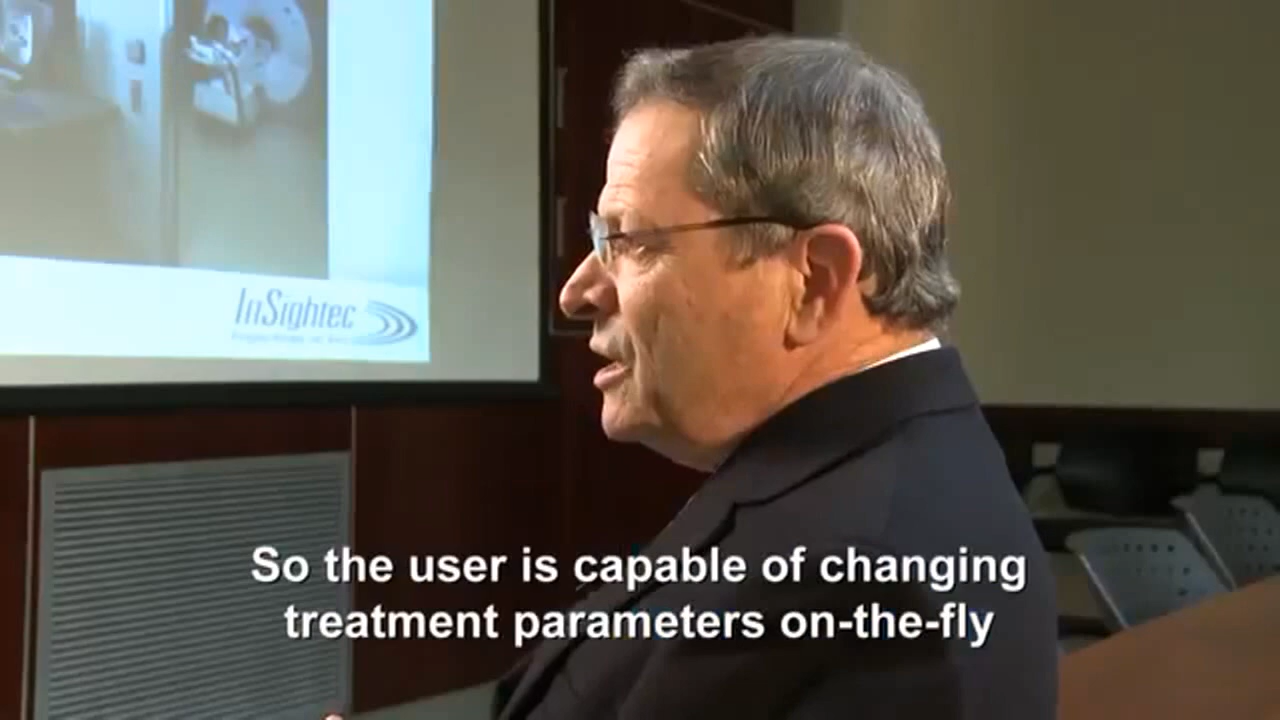 InSightec
So the user is capable of changing
treatment parameters on-the-fly